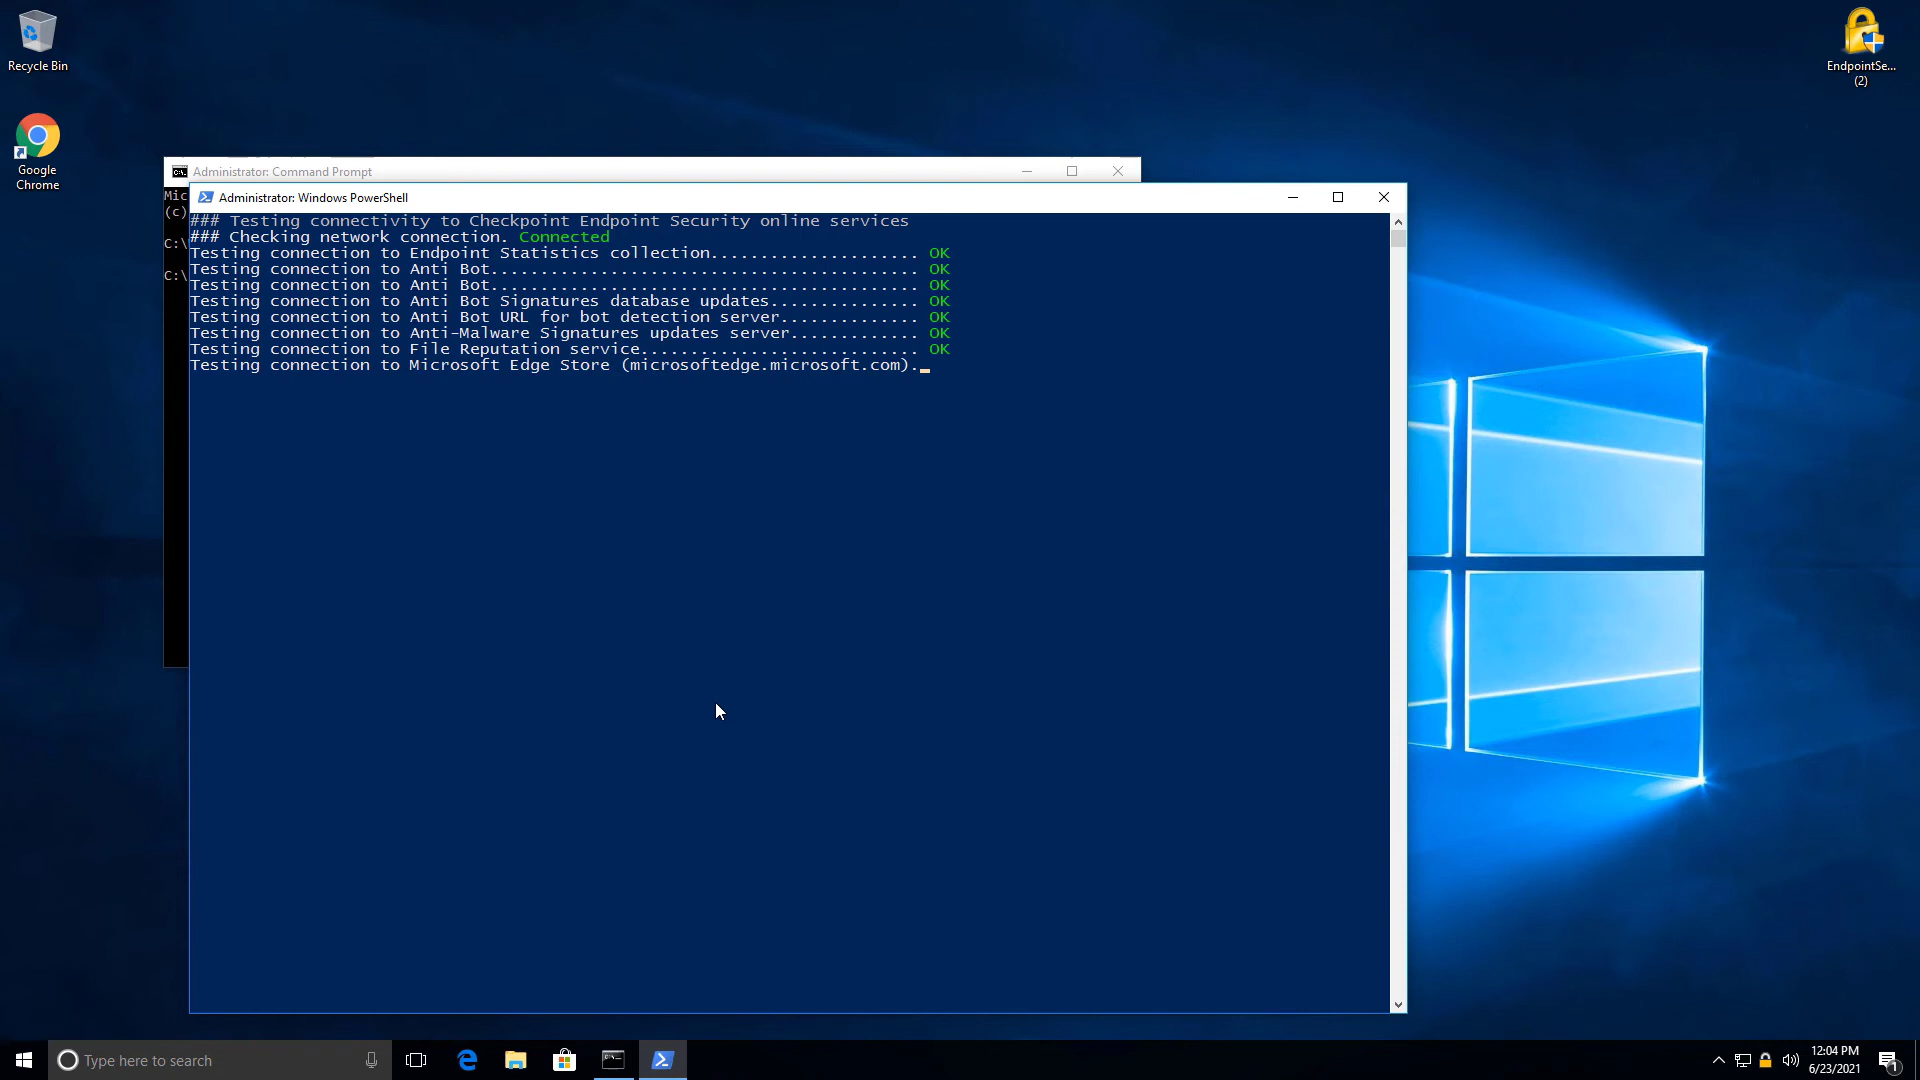 Recycle Bin
Google
Chrome
EndpointSe...
(2)
Administrator: Command Prompt
Mic
(c)
C:\
C:\
Administrator: Windows PowerShell
### Testing connectivity to Checkpoint Endpoint Security online services
### Checking network connection. Connected
Testing connection to Endpoint Statistics collection..................... OK
Testing connection to Anti Bot........................................... OK
Testing connection to Anti Bot........................................... OK
Testing connection to Anti Bot Signatures database updates............... OK
Testing connection to Anti Bot URL for bot detection server.............. OK
Testing connection to Anti-Malware Signatures updates server............. OK
Testing connection to File Reputation service............................ OK
Testing connection to Microsoft Edge Store (microsoftedge.microsoft.com)._
Type here to search
12:04 PM
6/23/2021
1